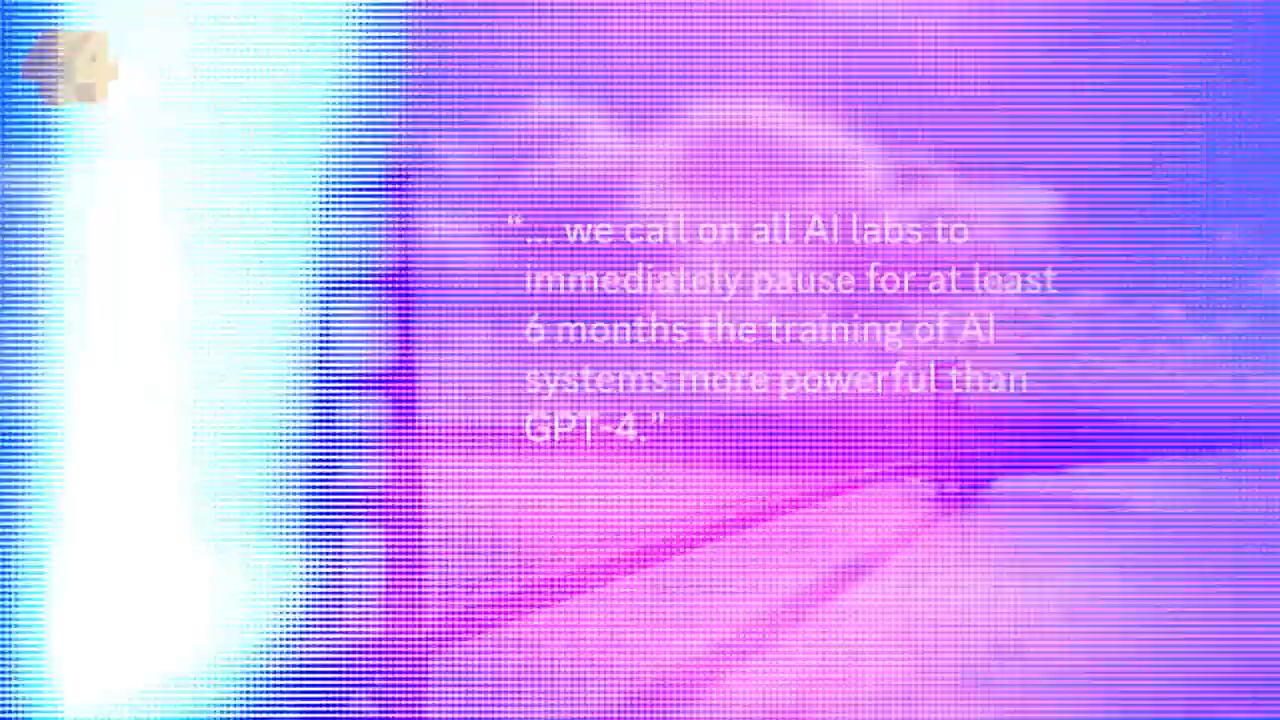 “... we call on all AI labs to
immediately pause for at least
6 months the training of AI
systems more powerful than
GPT-4.”